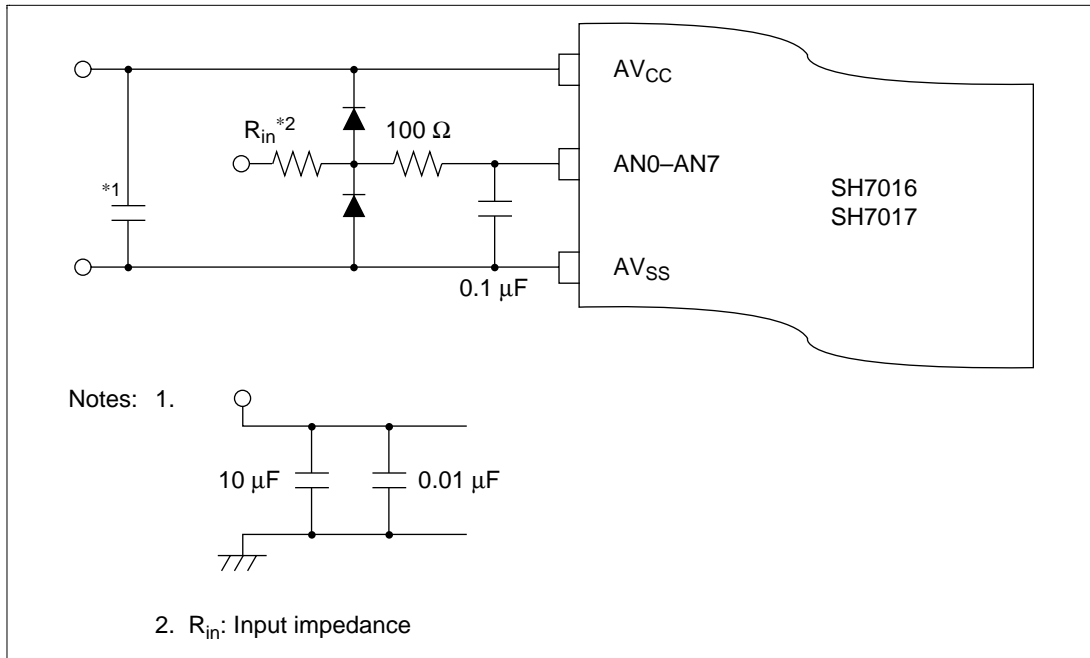 AVCC
Rin*2
100 Ω
*1
AN0–AN7
SH7016
SH7017
AVSS
0.1 μF
Notes: 1.
10 μF
0.01 μF
2. Rin: Input impedance